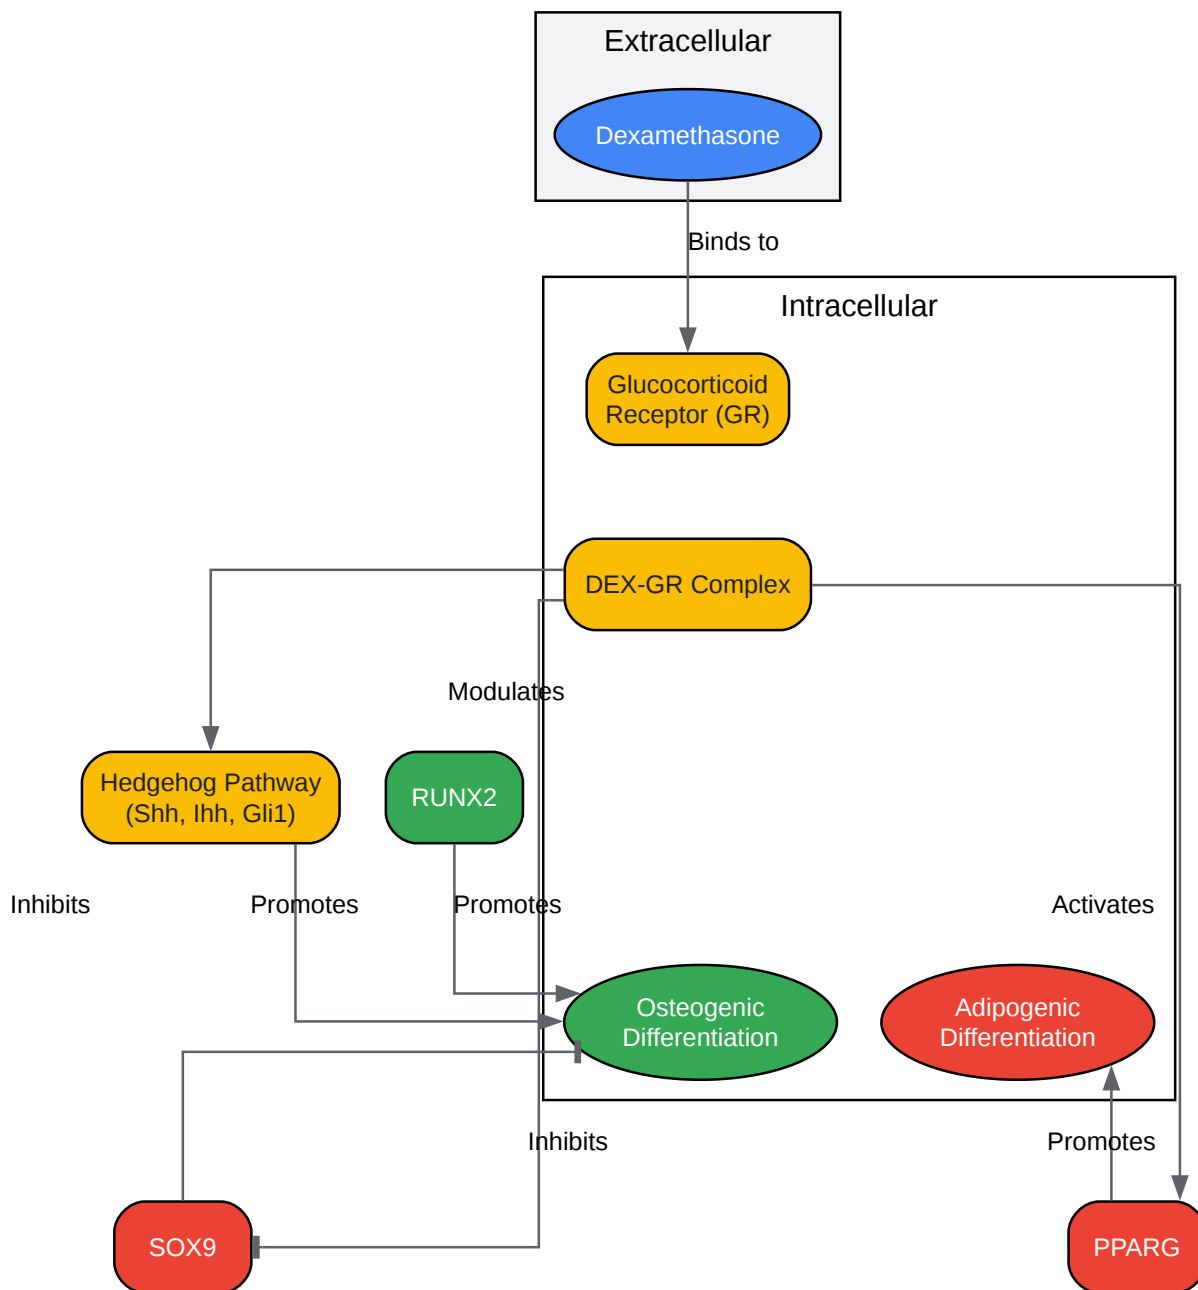 Extracellular
Dexamethasone
Binds to
Intracellular
Glucocorticoid
Receptor (GR)
DEX-GR Complex
Modulates
Hedgehog Pathway
(Shh, Ihh, Gli1)
RUNX2
Inhibits
Promotes
Promotes
Activates
Osteogenic
Differentiation
Adipogenic
Differentiation
Inhibits
Promotes
SOX9
PPARG